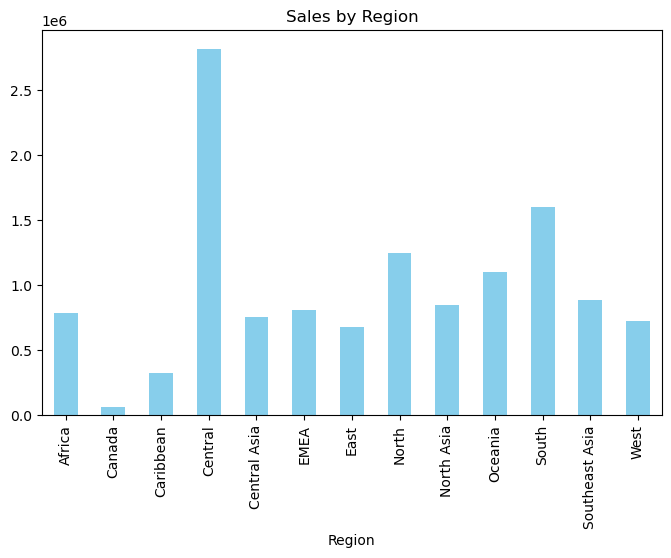 Sales by Region
1e6
2.5
2.0
1.5
1.0
0.5
0.0
Africa
Canada
Caribbean
Central
Central Asia
EMEA
East
North
North Asia
Oceania
South
Southeast Asia
West
Region